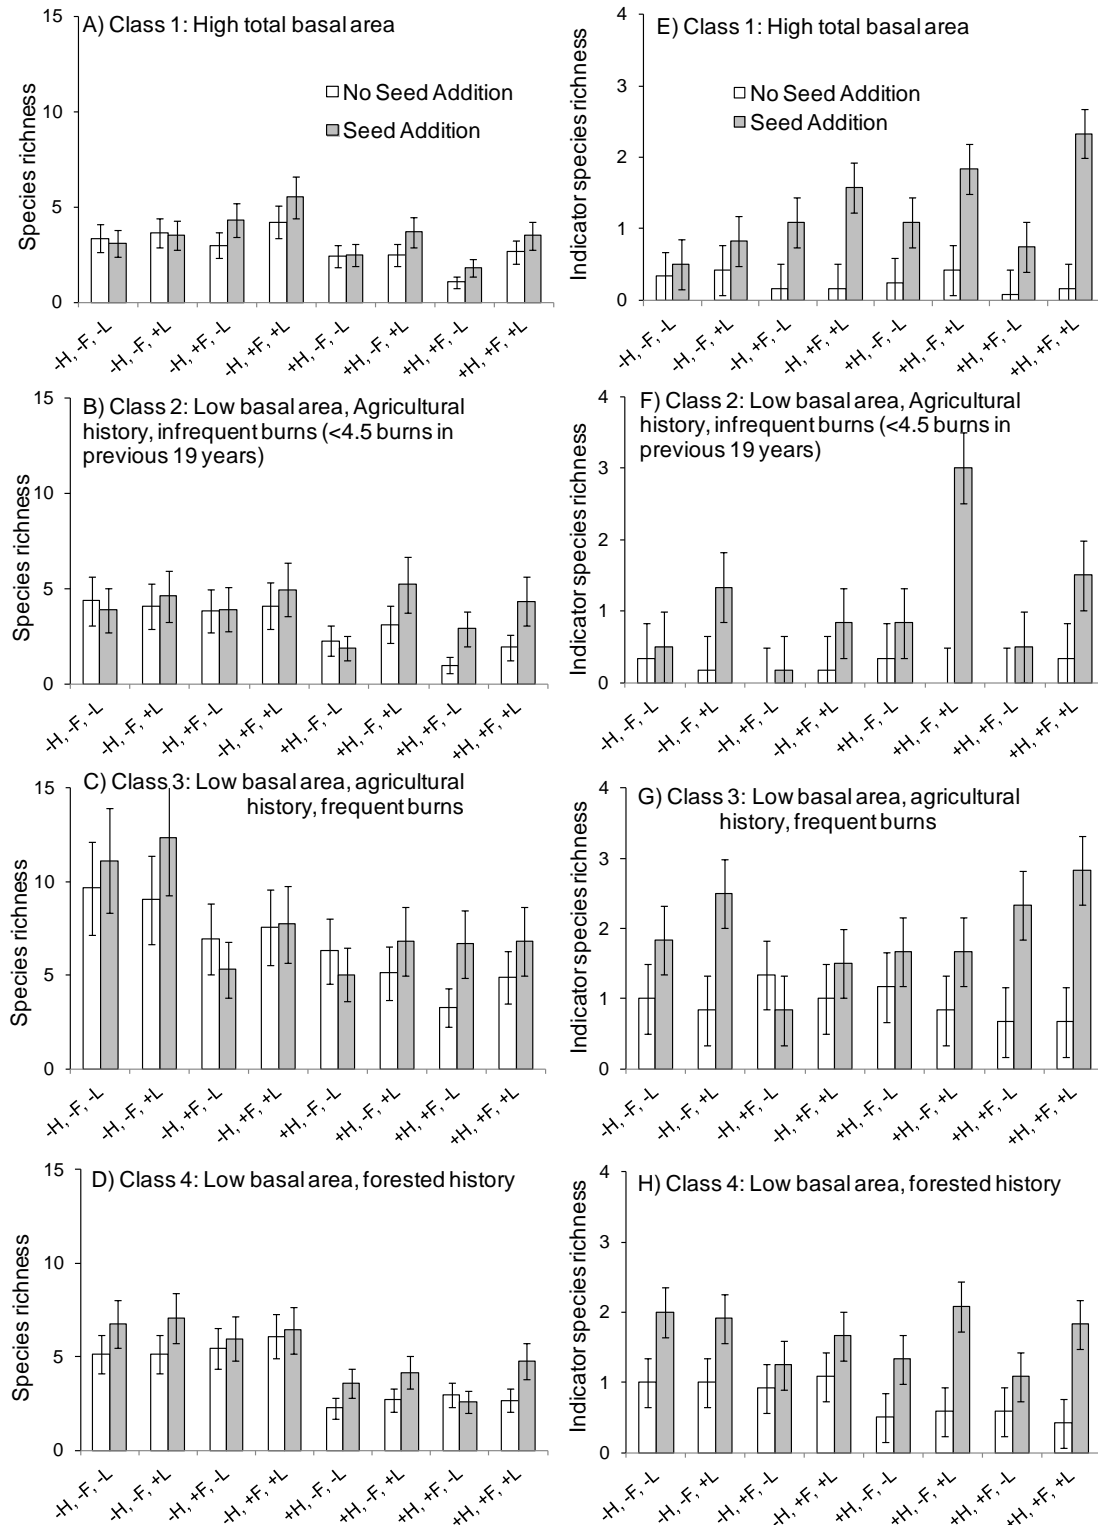 A) Class 1: High total basal area
No Seed Addition
Seed Addition
Species richness
15
10
5
0
-H, -F, -L
-H, -F, +L
-H, +F, -L
-H, +F, +L
+H, -F, -L
+H, -F, +L
+H, +F, -L
+H, +F, +L
E) Class 1: High total basal area
No Seed Addition
Seed Addition
Indicator species richness
4
3
2
1
0
-H, -F, -L
-H, -F, +L
-H, +F, -L
-H, +F, +L
+H, -F, -L
+H, -F, +L
+H, +F, -L
+H, +F, +L
B) Class 2: Low basal area, Agricultural
history, infrequent burns (<4.5 burns in
previous 19 years)
Species richness
15
10
5
0
-H, -F, -L
-H, -F, +L
-H, +F, -L
-H, +F, +L
+H, -F, -L
+H, -F, +L
+H, +F, -L
+H, +F, +L
F) Class 2: Low basal area, Agricultural
history, infrequent burns (<4.5 burns in
previous 19 years)
Indicator species richness
4
3
2
1
0
-H, -F, -L
-H, -F, +L
-H, +F, -L
-H, +F, +L
+H, -F, -L
+H, -F, +L
+H, +F, -L
+H, +F, +L
C) Class 3: Low basal area, agricultural
history, frequent burns
Species richness
15
10
5
0
-H, -F, -L
-H, -F, +L
-H, +F, -L
-H, +F, +L
+H, -F, -L
+H, -F, +L
+H, +F, -L
+H, +F, +L
G) Class 3: Low basal area, agricultural
history, frequent burns
Indicator species richness
4
3
2
1
0
-H, -F, -L
-H, -F, +L
-H, +F, -L
-H, +F, +L
+H, -F, -L
+H, -F, +L
+H, +F, -L
+H, +F, +L
D) Class 4: Low basal area, forested history
Species richness
15
10
5
0
-H, -F, -L
-H, -F, +L
-H, +F, -L
-H, +F, +L
+H, -F, -L
+H, -F, +L
+H, +F, -L
+H, +F, +L
H) Class 4: Low basal area, forested history
Indicator species richness
4
3
2
1
0
-H, -F, -L
-H, -F, +L
-H, +F, -L
-H, +F, +L
+H, -F, -L
+H, -F, +L
+H, +F, -L
+H, +F, +L